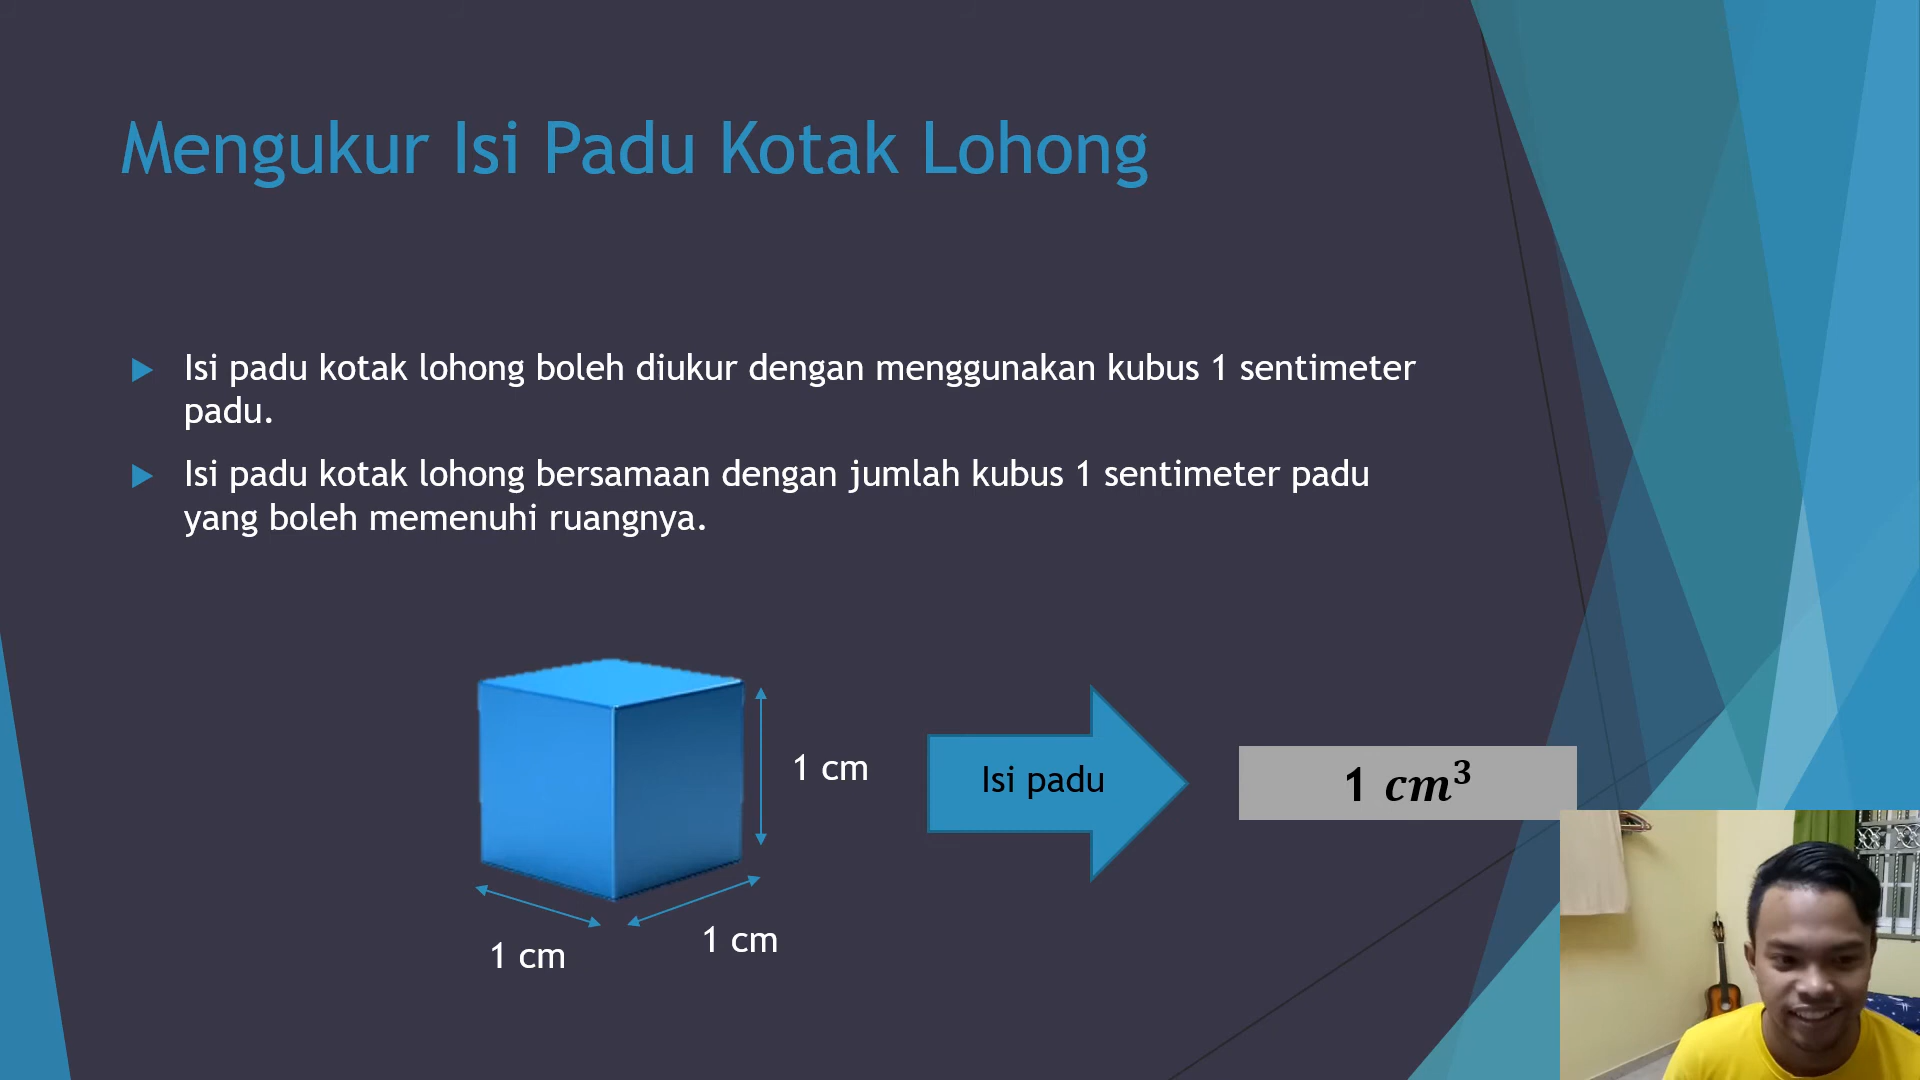 Mengukur Isi Padu Kotak Lohong
Isi padu kotak lohong boleh diukur dengan menggunakan kubus 1 sentimeter
padu.
Isi padu kotak lohong bersamaan dengan jumlah kubus 1 sentimeter padu
yang boleh memenuhi ruangnya.
1 cm
Isi padu
1 cm³
1 cm
1 cm